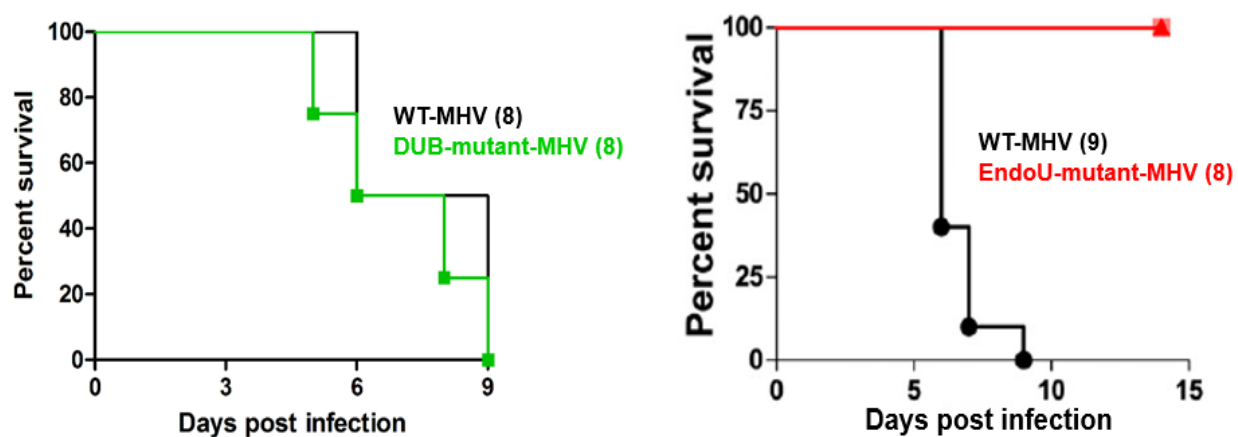 100
80
60
40
20
0
Percent survival
0 3 6 9
Days post infection
WT-MHV (8)
DUB-mutant-MHV (8)
100
75
50
25
0
Percent survival
0 5 10 15
Days post infection
WT-MHV (9)
EndoU-mutant-MHV (8)